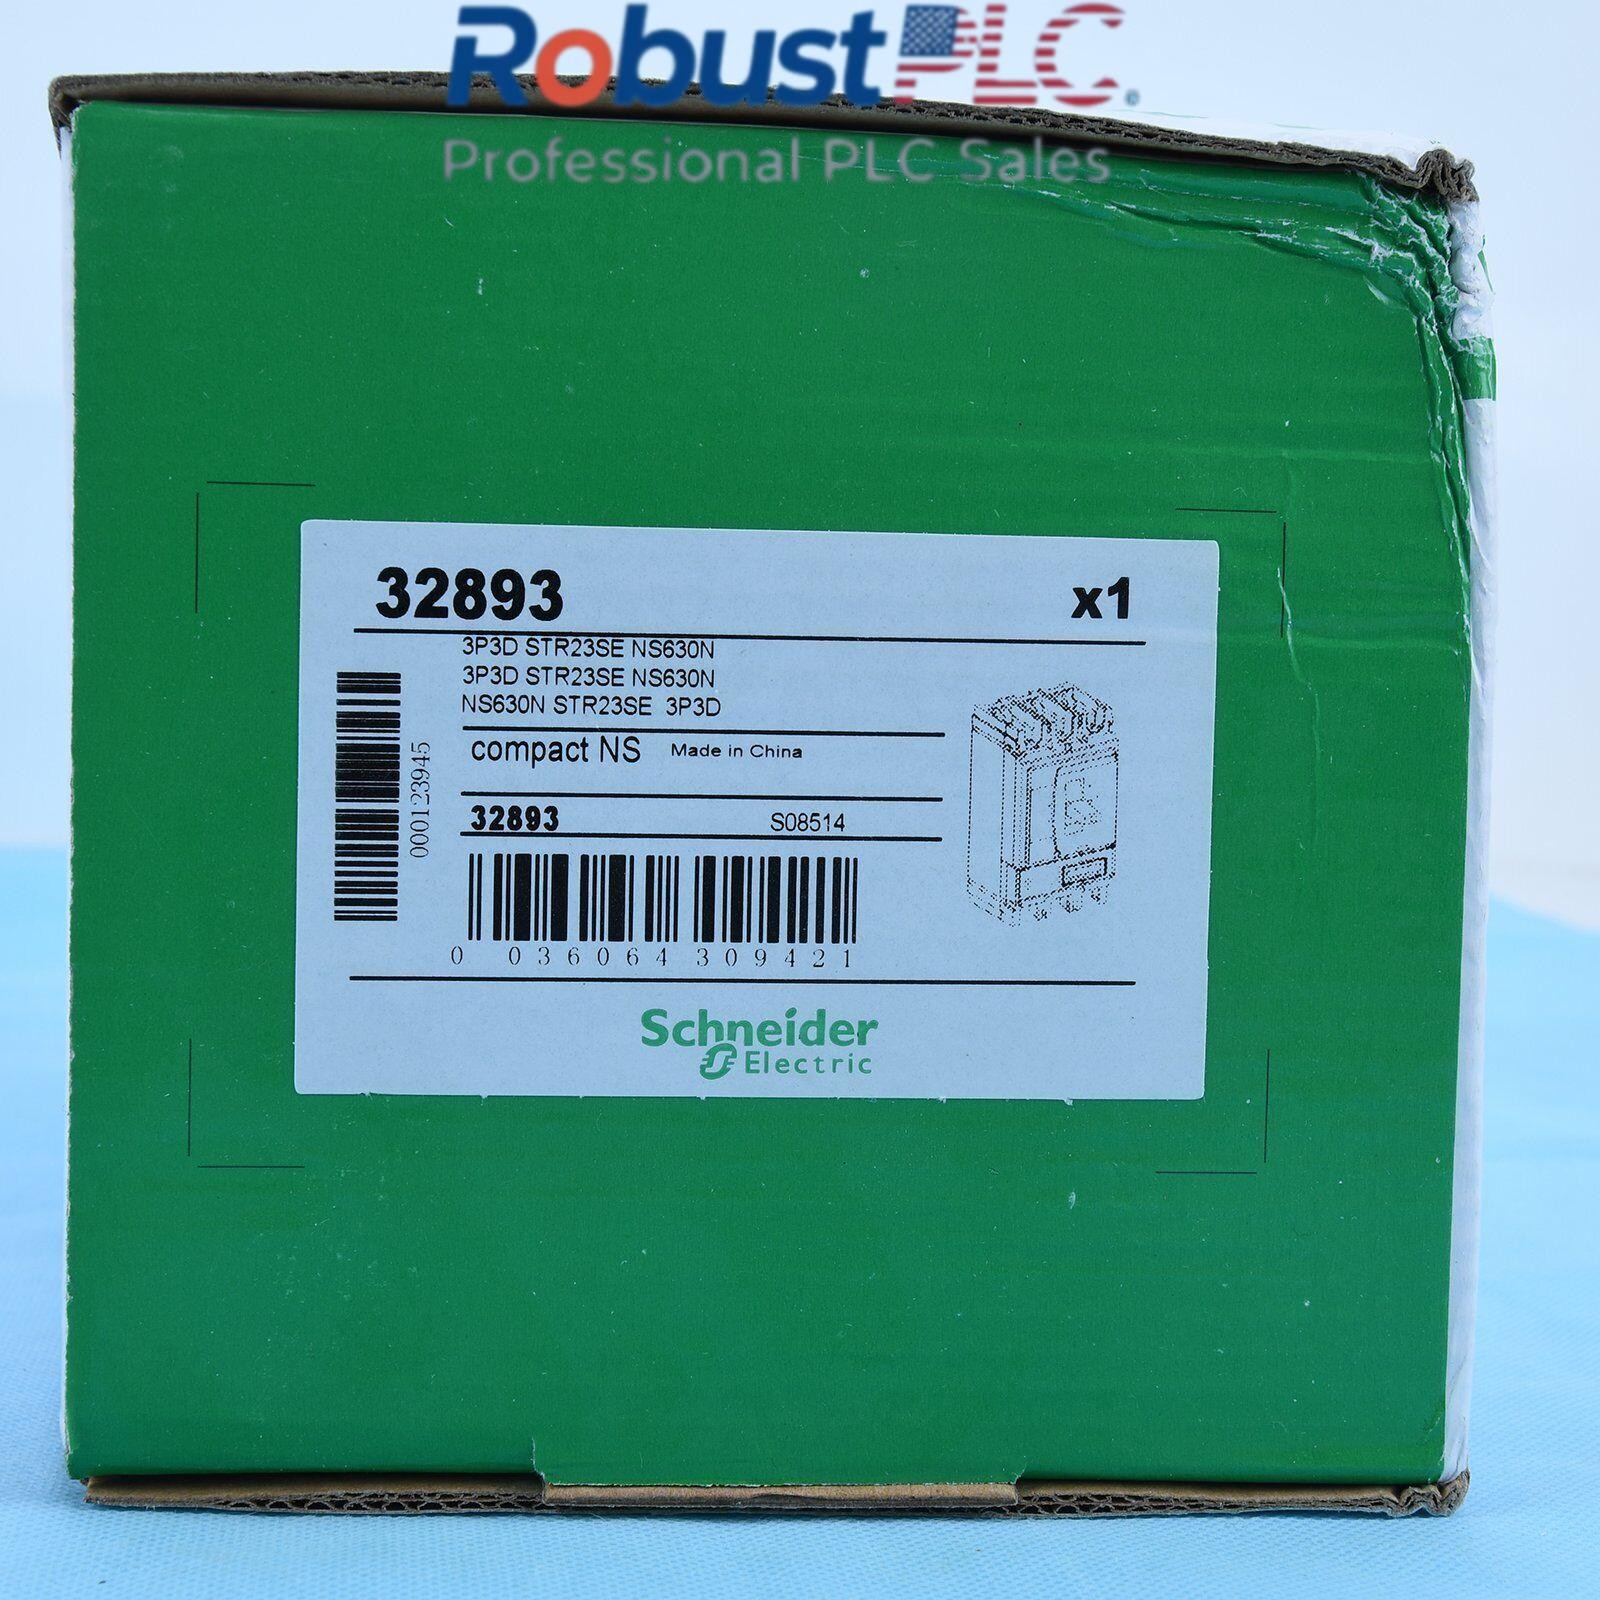 RobustPLC®
Professional PLC Sales
32893 x1
3P3D STR23SE NS630N
3P3D STR23SE NS630N
NS630N STR23SE 3P3D
compact NS Made in China
000123945
32893 S08514
0 036064 309421
Schneider
Electric